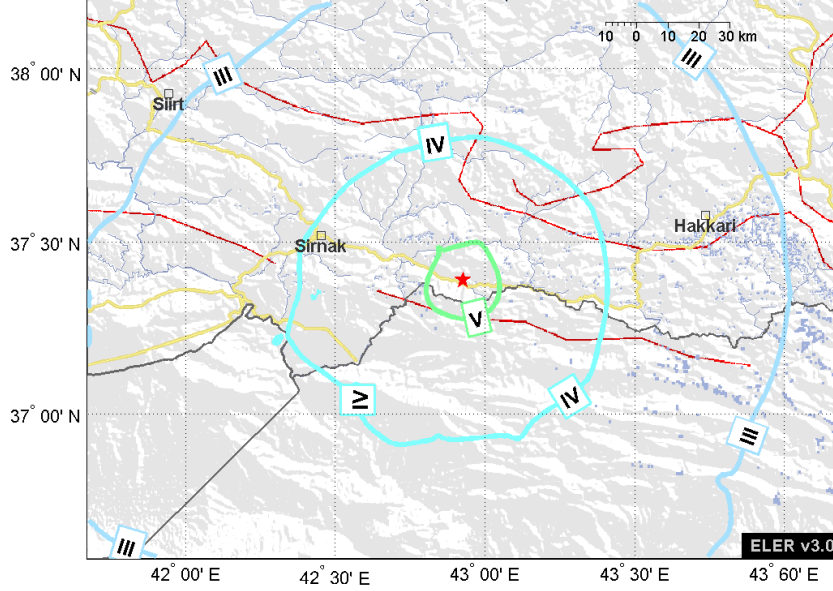 10 0 10 20 30 km
38° 00' N
III
III
Siirt
IV
Hakkari
37° 30' N
Sirnak
V
IV
IV
37° 00' N
III
III
ELER v3.0
42° 00' E
42° 30' E
43° 00' E
43° 30' E
43° 60' E